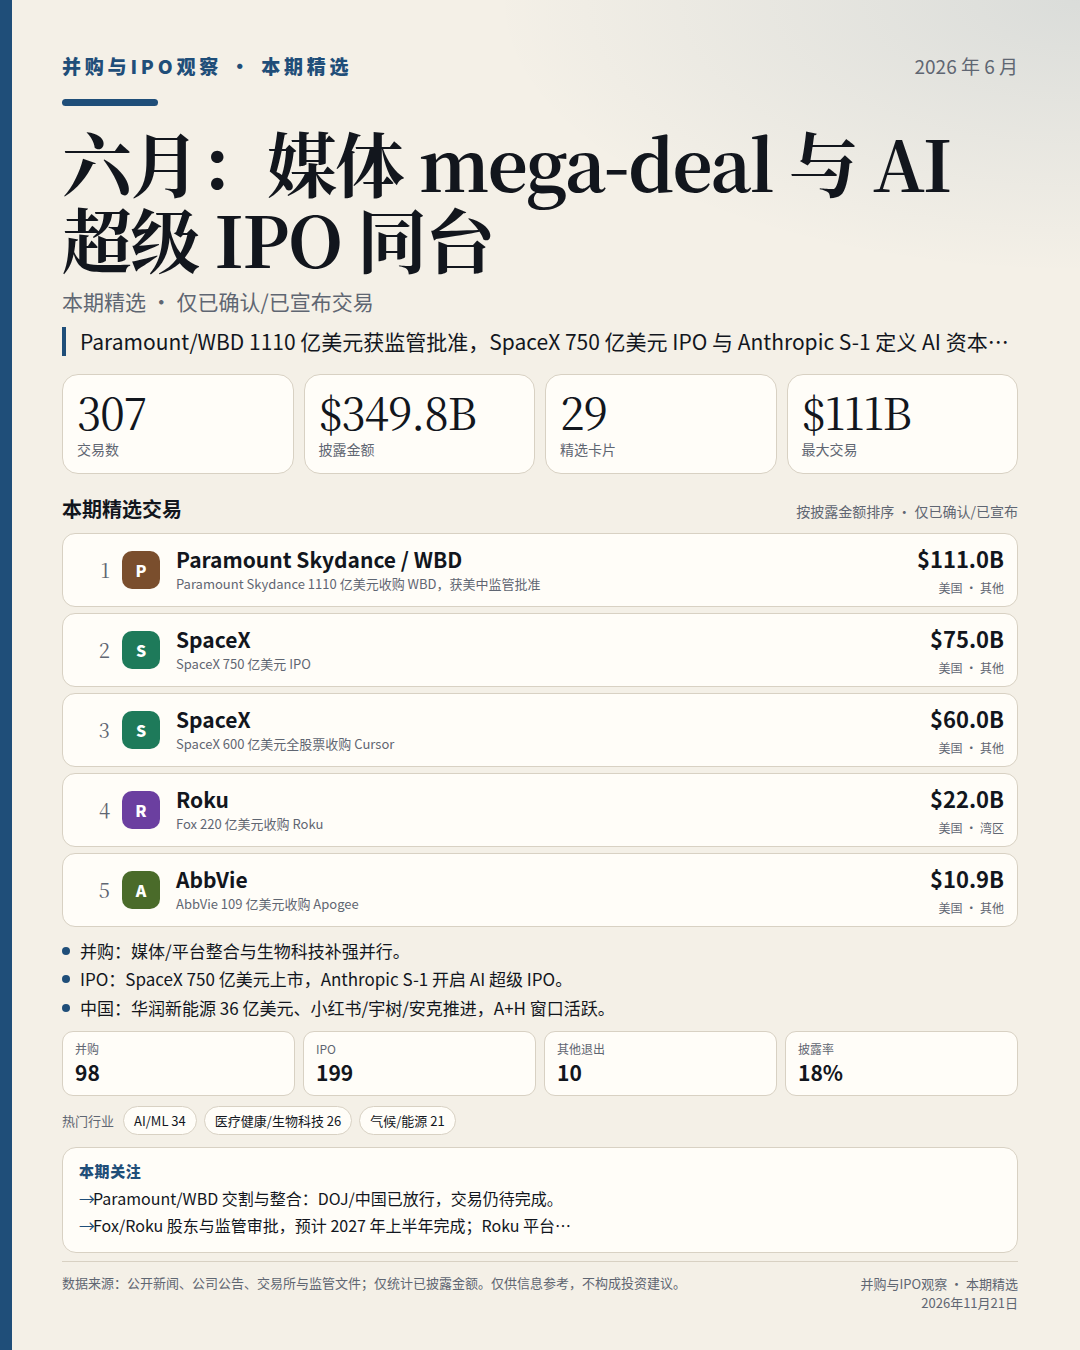 并购与IPO观察 · 本期精选
2026 年 6 月
六月：媒体 mega-deal 与 AI
超级 IPO 同台
本期精选 · 仅已确认/已宣布交易
Paramount/WBD 1110 亿美元获监管批准，SpaceX 750 亿美元 IPO 与 Anthropic S-1 定义 AI 资本…
307
交易数
$349.8B
披露金额
29
精选卡片
$111B
最大交易
本期精选交易
按披露金额排序 · 仅已确认/已宣布
1
P
Paramount Skydance / WBD
Paramount Skydance 1110 亿美元收购 WBD，获美中监管批准
$111.0B
美国 · 其他
2
S
SpaceX
SpaceX 750 亿美元 IPO
$75.0B
美国 · 其他
3
S
SpaceX
SpaceX 600 亿美元全股票收购 Cursor
$60.0B
美国 · 其他
4
R
Roku
Fox 220 亿美元收购 Roku
$22.0B
美国 · 湾区
5
A
AbbVie
AbbVie 109 亿美元收购 Apogee
$10.9B
美国 · 其他
并购：媒体/平台整合与生物科技补强并行。
IPO：SpaceX 750 亿美元上市，Anthropic S-1 开启 AI 超级 IPO。
中国：华润新能源 36 亿美元、小红书/宇树/安克推进，A+H 窗口活跃。
并购
98
IPO
199
其他退出
10
披露率
18%
热门行业
AI/ML 34
医疗健康/生物科技 26
气候/能源 21
本期关注
→Paramount/WBD 交割与整合：DOJ/中国已放行，交易仍待完成。
→Fox/Roku 股东与监管审批，预计 2027 年上半年完成；Roku 平台…
数据来源：公开新闻、公司公告、交易所与监管文件；仅统计已披露金额。仅供信息参考，不构成投资建议。
并购与IPO观察 · 本期精选
2026年11月21日